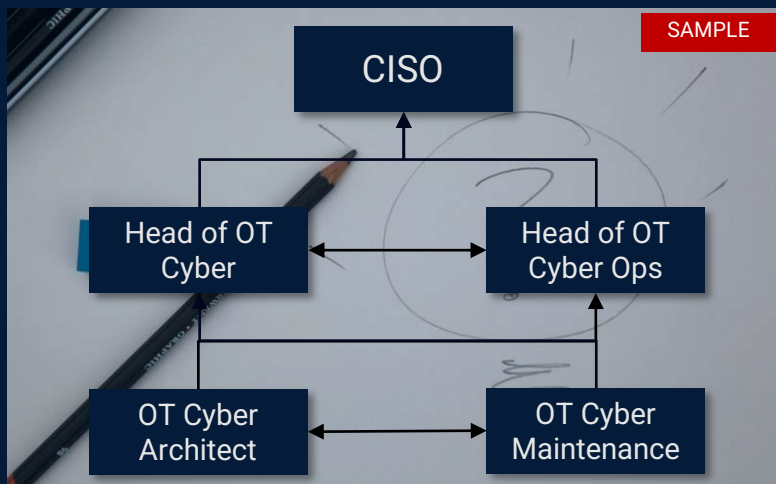 SAMPLE
CISO
Head of OT
Cyber
Head of OT
Cyber Ops
OT Cyber
Architect
OT Cyber
Maintenance